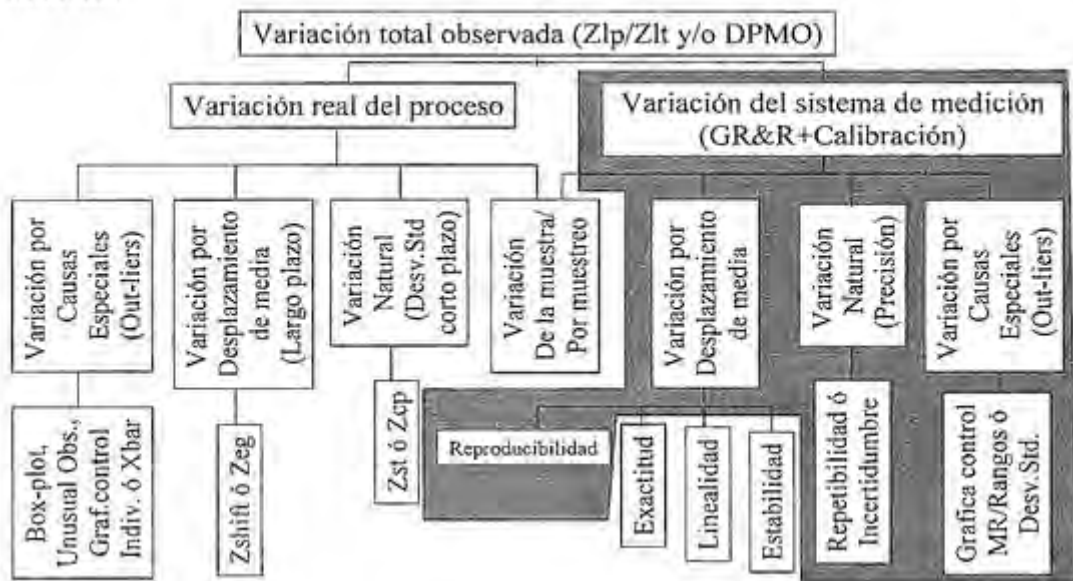 Variación total observada (Zlp/Zlt y/o DPMO)
Variación real del proceso
Variación del sistema de medición
(GR&R+Calibración)
Variación por
Causas
Especiales
(Out-liers)
Variación por
Desplazamiento
de media
(Largo plazo)
Variación
Natural
(Desv.Std
corto plazo)
Variación
De la muestra/
Por muestreo
Variación por
Desplazamiento
de media
Variación
Natural
(Precisión)
Variación por
Causas
Especiales
(Out-liers)
Box-plot,
Unusual Obs.,
Graf.control
Indiv. ó Xbar
Zshift ó Zeg
Zst ó Zcp
Reproducibilidad
Exactitud
Linealidad
Estabilidad
Repetibilidad ó
Incertidumbre
Grafica control
MR/Rangos ó
Desv.Std.